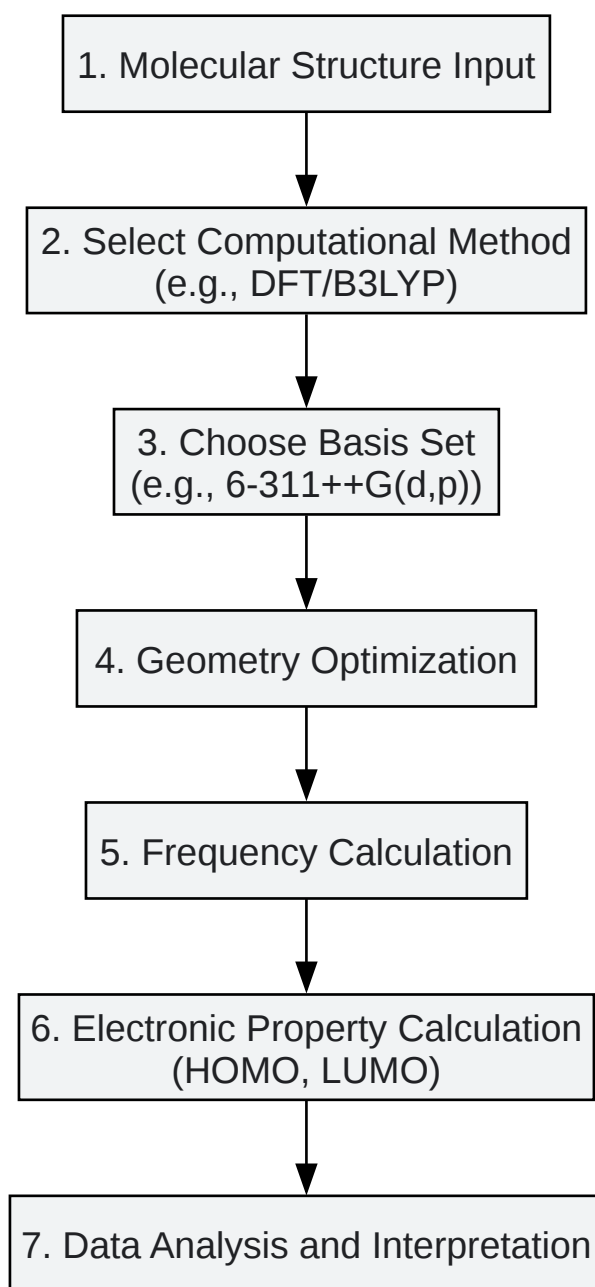 1. Molecular Structure Input
2. Select Computational Method
(e.g., DFT/B3LYP)
3. Choose Basis Set
(e.g., 6-311++G(d,p))
4. Geometry Optimization
5. Frequency Calculation
6. Electronic Property Calculation
(HOMO, LUMO)
7. Data Analysis and Interpretation